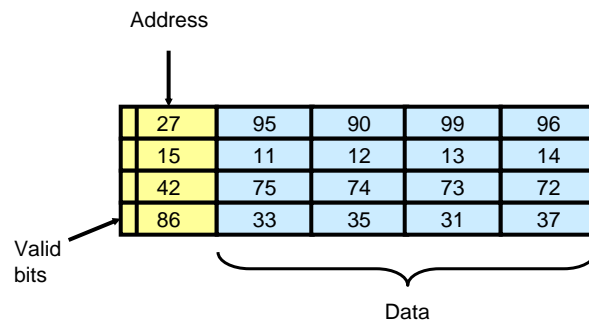 Address
27 95 90 99 96
15 11 12 13 14
42 75 74 73 72
86 33 35 31 37
Valid
bits
Data